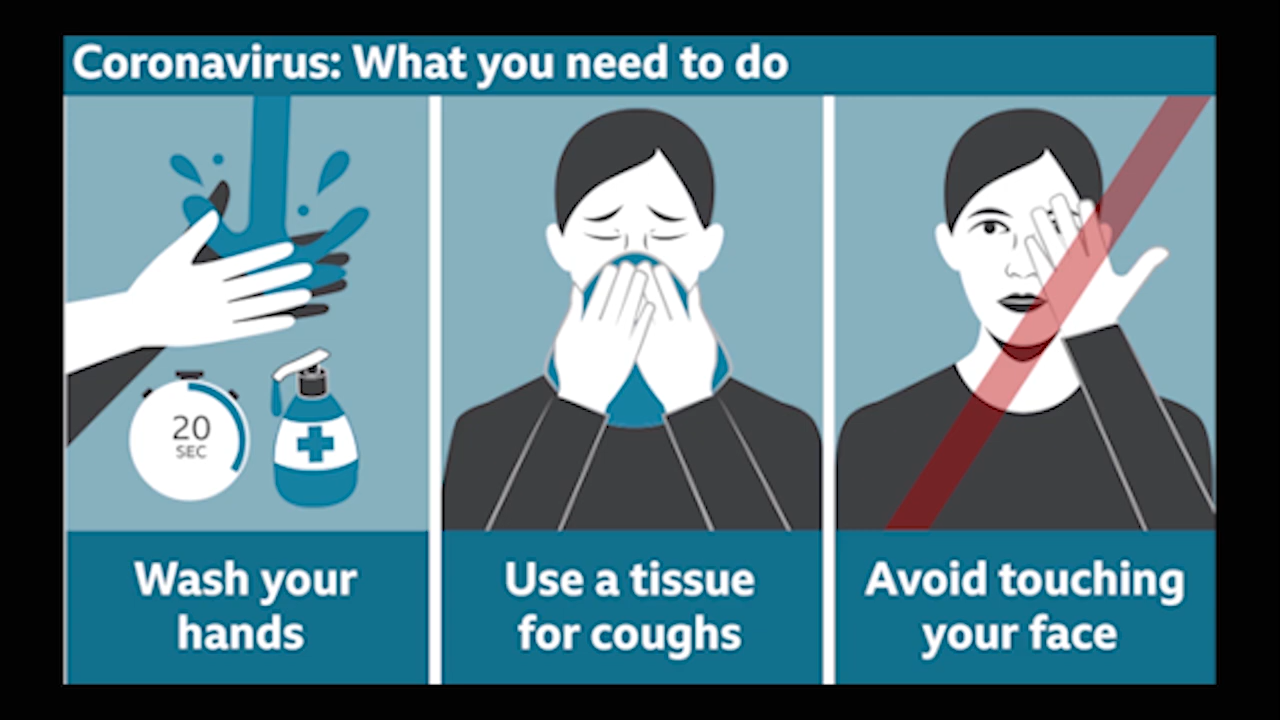 Coronavirus: What you need to do
20
SEC
Wash your
hands
Use a tissue
for coughs
Avoid touching
your face